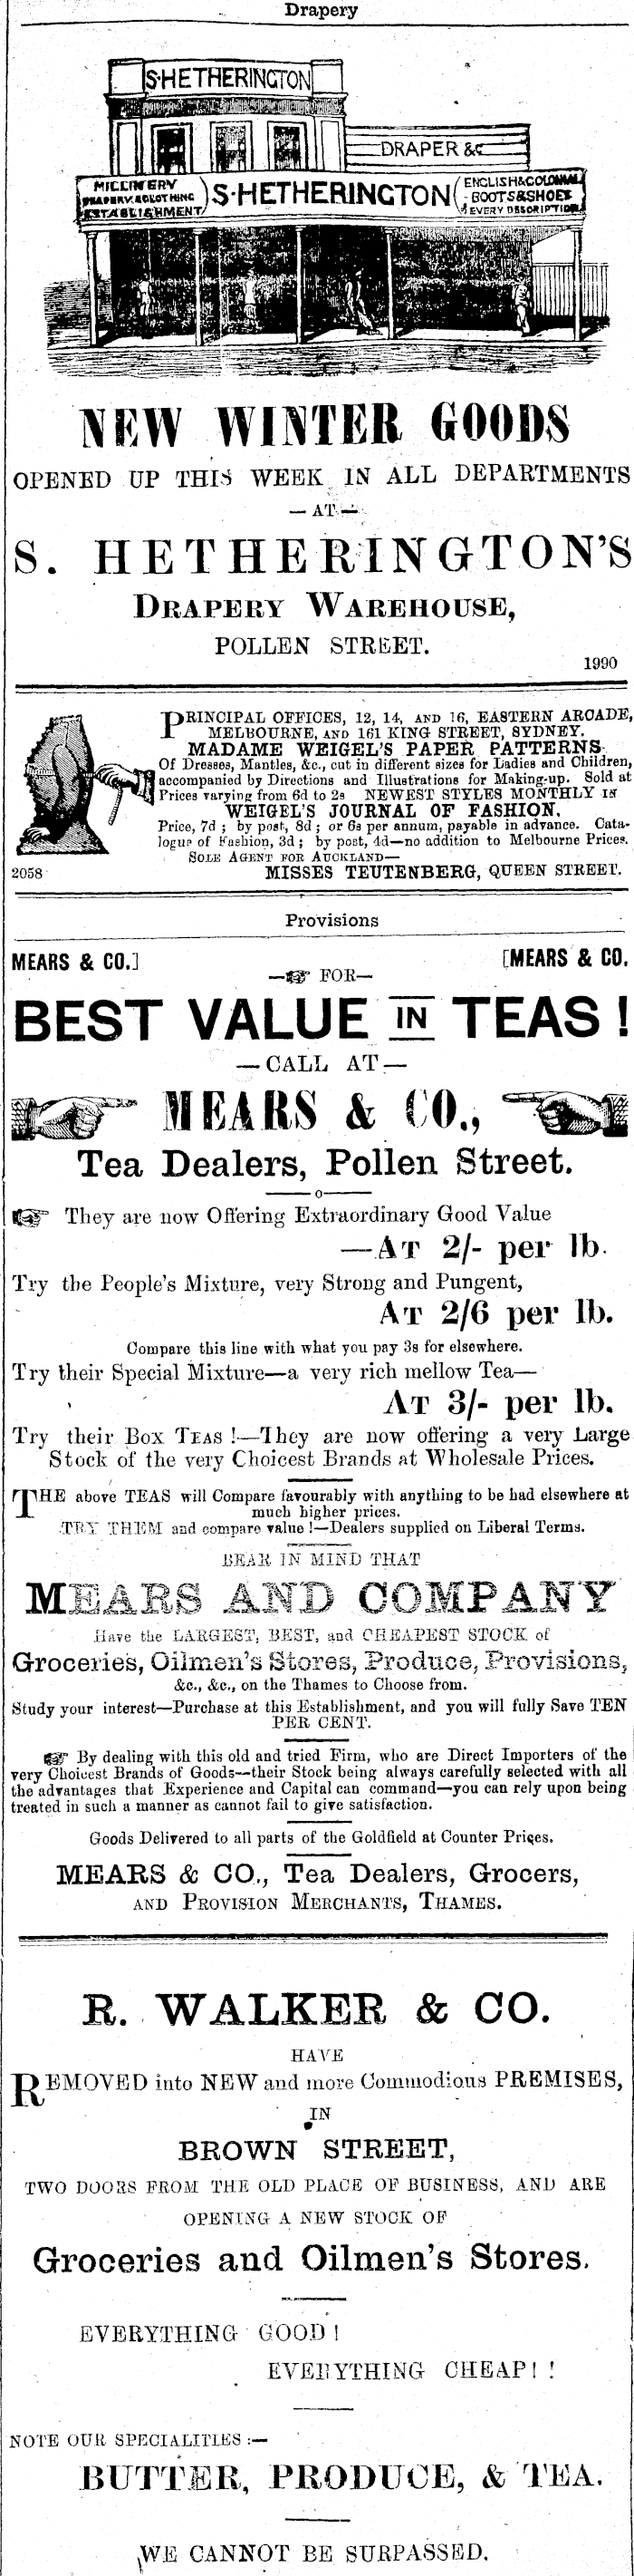 Drapery
S·HETHERINGTON
DRAPER &c
MILLINERY
DRAPERY & CLOTHING
ESTABLISHMENT
S·HETHERINGTON
ENGLISH & COLONIAL
BOOTS & SHOES
EVERY DESCRIPTION
NEW WINTER GOODS
OPENED UP THIS WEEK IN ALL DEPARTMENTS
— AT —
S. HETHERINGTON'S
DRAPERY WAREHOUSE,
POLLEN STREET.
1990
PRINCIPAL OFFICES, 12, 14, AND 16, EASTERN ARCADE,
MELBOURNE, AND 161 KING STREET, SYDNEY.
MADAME WEIGEL'S PAPER PATTERNS
Of Dresses, Mantles, &c., cut in different sizes for Ladies and Children,
accompanied by Directions and Illustrations for Making-up. Sold at
Prices varying from 6d to 2s NEWEST STYLES MONTHLY IN
WEIGEL'S JOURNAL OF FASHION.
Price, 7d ; by post, 8d ; or 6s per annum, payable in advance. Cata-
logue of Fashion, 3d ; by post, 4d—no addition to Melbourne Prices.
SOLE AGENT FOR AUCKLAND—
2058 MISSES TEUTENBERG, QUEEN STREET.
Provisions
MEARS & CO.] [MEARS & CO.
—☞ FOR—
BEST VALUE IN TEAS !
—CALL AT—
MEARS & CO.,
Tea Dealers, Pollen Street.
——o——
☞ They are now Offering Extraordinary Good Value
—AT 2/- per lb.
Try the People's Mixture, very Strong and Pungent,
AT 2/6 per lb.
Compare this line with what you pay 3s for elsewhere.
Try their Special Mixture—a very rich mellow Tea—
AT 3/- per lb.
Try their BOX TEAS !—They are now offering a very Large
Stock of the very Choicest Brands at Wholesale Prices.
THE above TEAS will Compare favourably with anything to be had elsewhere at
much higher prices.
TRY THEM and compare value !—Dealers supplied on Liberal Terms.
BEAR IN MIND THAT
MEARS AND COMPANY
Have the LARGEST, BEST, and CHEAPEST STOCK of
Groceries, Oilmen's Stores, Produce, Provisions,
&c., &c., on the Thames to Choose from.
Study your interest—Purchase at this Establishment, and you will fully Save TEN
PER CENT.
☞ By dealing with this old and tried Firm, who are Direct Importers of the
very Choicest Brands of Goods—their Stock being always carefully selected with all
the advantages that Experience and Capital can command—you can rely upon being
treated in such a manner as cannot fail to give satisfaction.
Goods Delivered to all parts of the Goldfield at Counter Prices.
MEARS & CO., Tea Dealers, Grocers,
AND PROVISION MERCHANTS, THAMES.
R. WALKER & CO.
HAVE
REMOVED into NEW and more Commodious PREMISES,
IN
BROWN STREET,
TWO DOORS FROM THE OLD PLACE OF BUSINESS, AND ARE
OPENING A NEW STOCK OF
Groceries and Oilmen's Stores.
EVERYTHING GOOD !
EVERYTHING CHEAP ! !
NOTE OUR SPECIALITIES :—
BUTTER, PRODUCE, & TEA.
WE CANNOT BE SURPASSED.